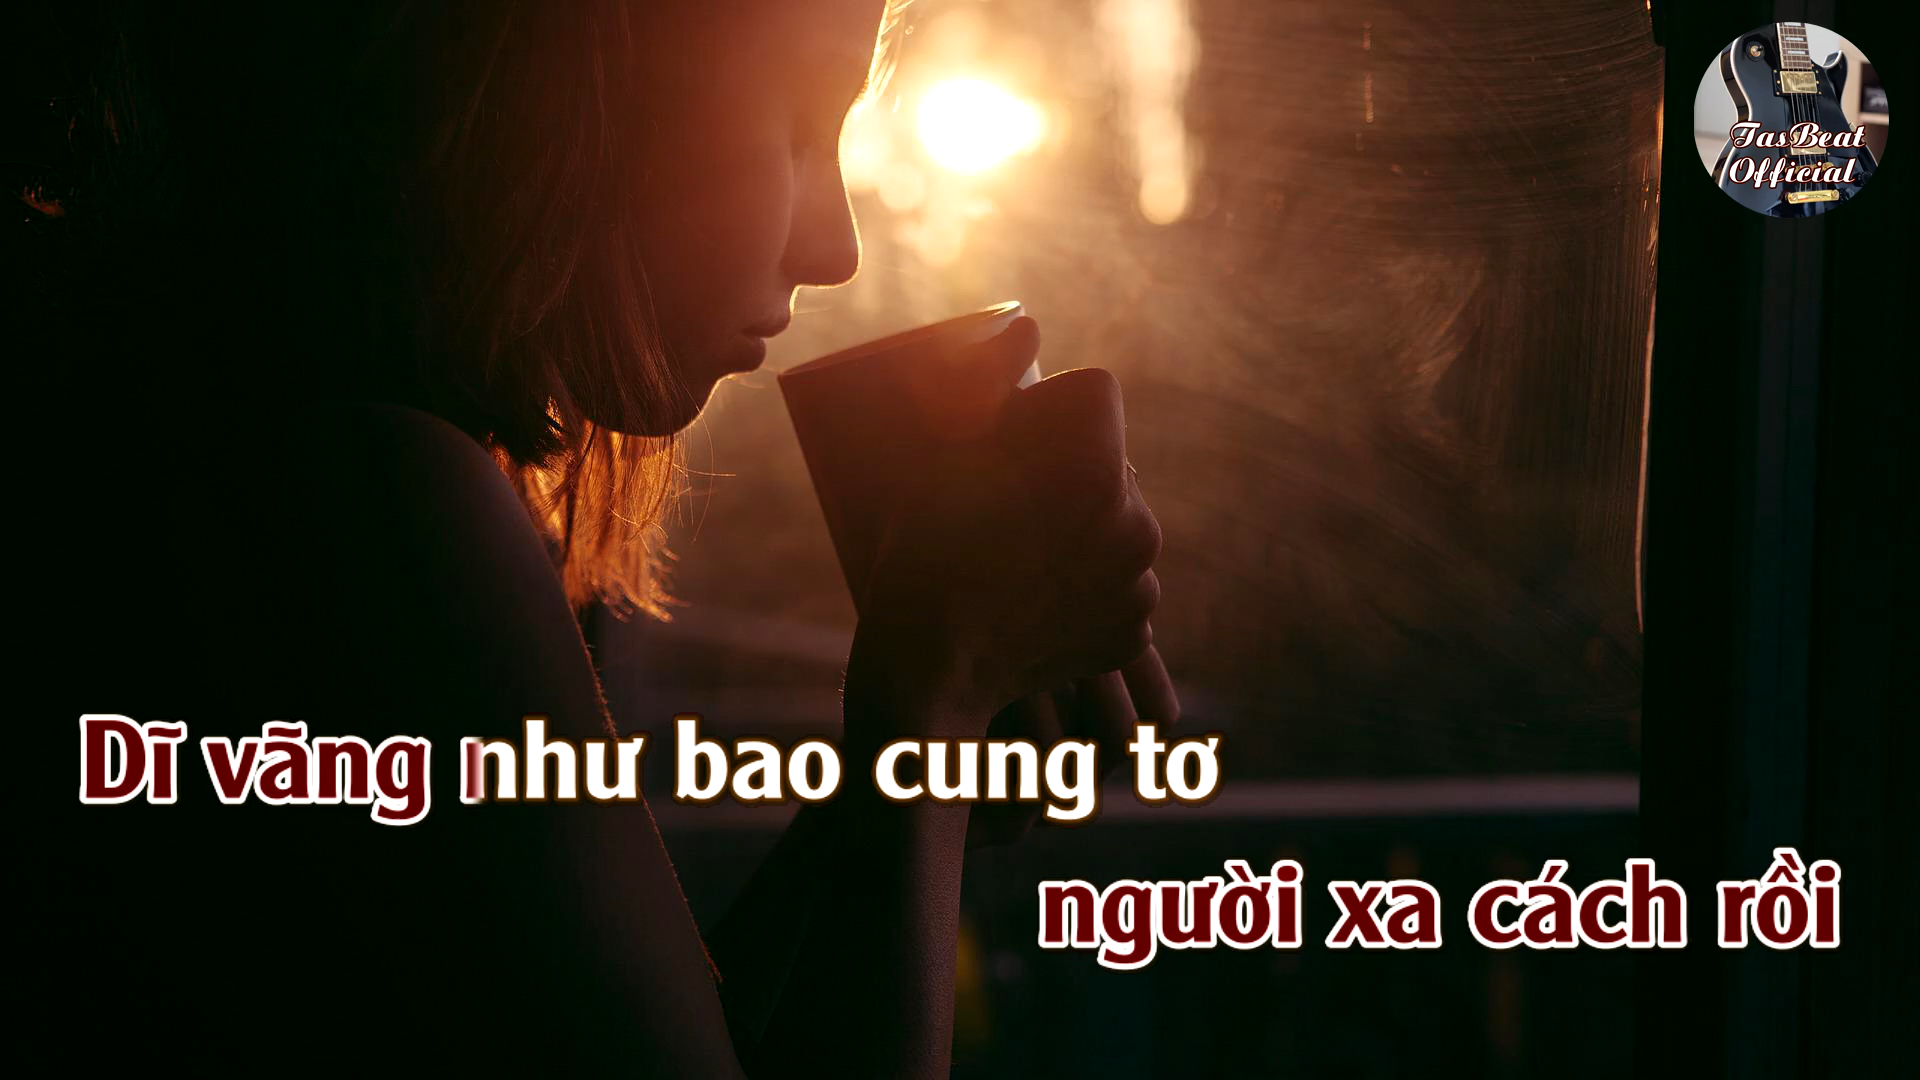 TasBeat
Official
Dĩ vãng như bao cung tơ
người xa cách rồi